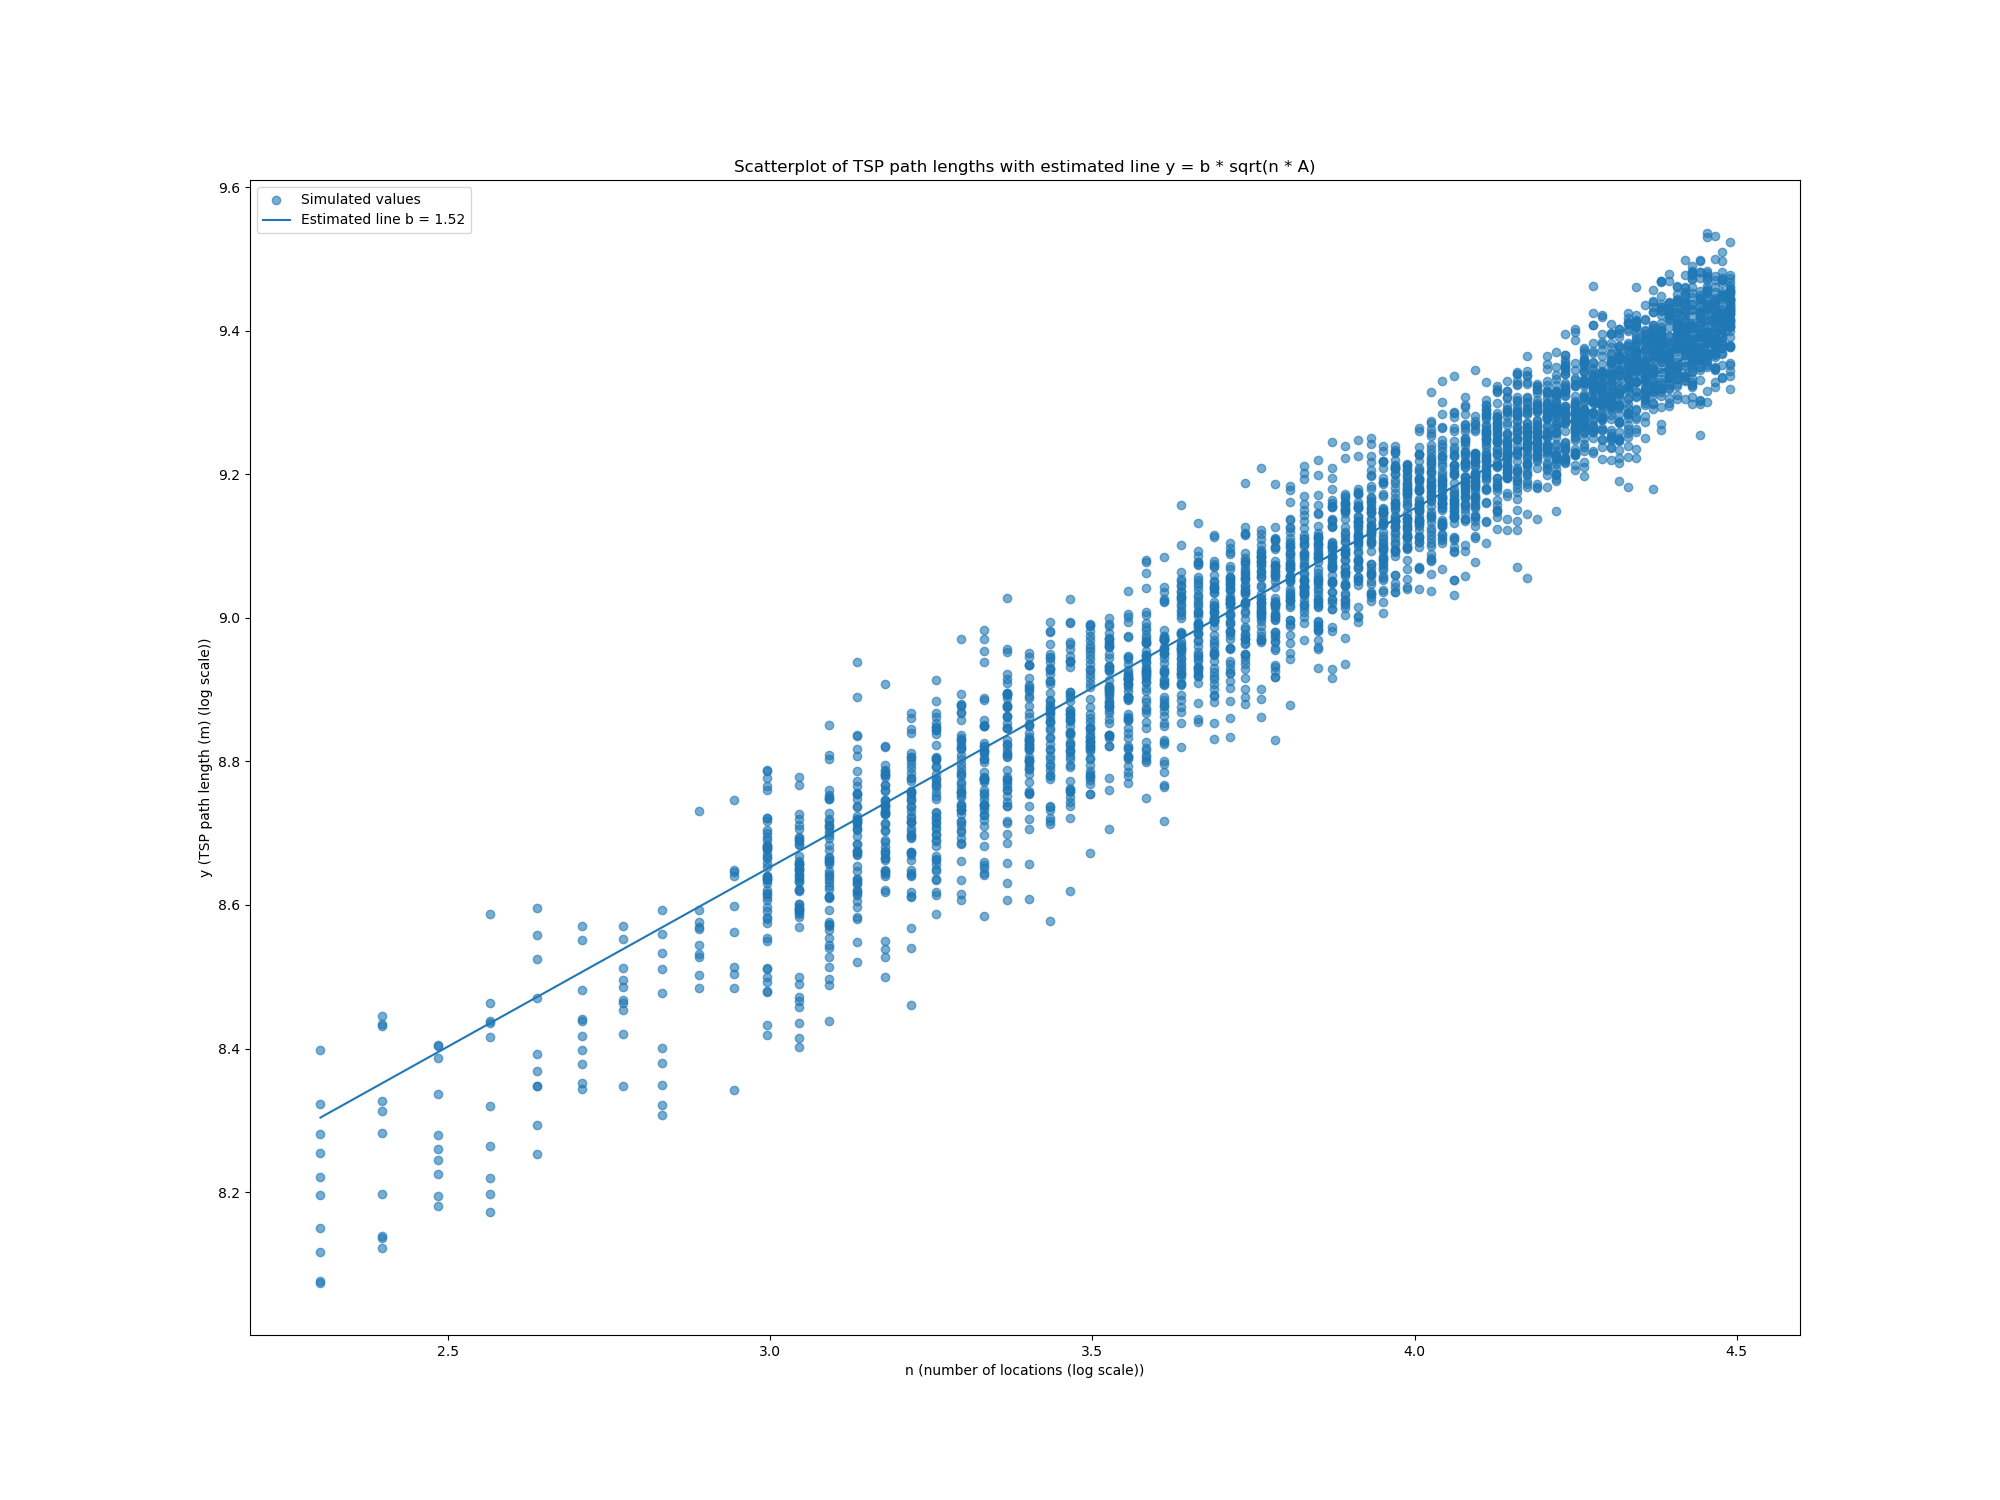 Scatterplot of TSP path lengths with estimated line y = b * sqrt(n * A)
Simulated values
Estimated line b = 1.52
9.6
9.4
9.2
9.0
8.8
8.6
8.4
8.2
y (TSP path length (m) (log scale))
2.5
3.0
3.5
4.0
4.5
n (number of locations (log scale))